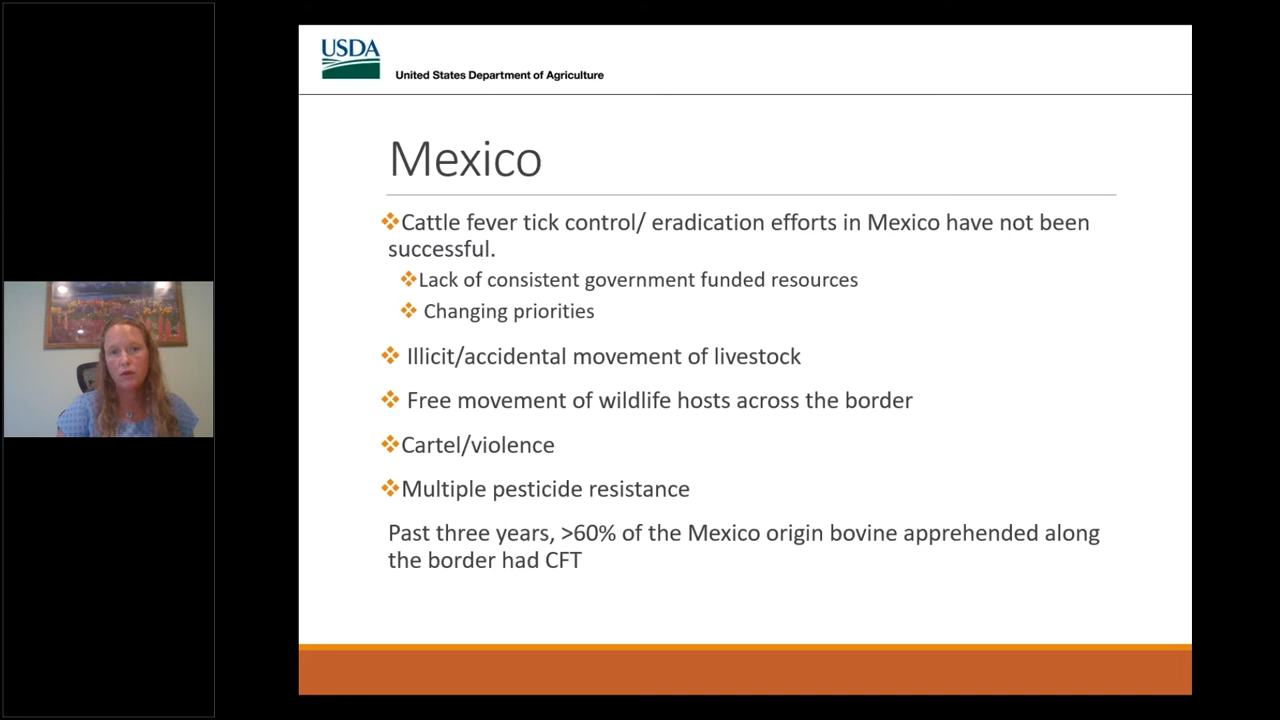 USDA
United States Department of Agriculture
Mexico
Cattle fever tick control/ eradication efforts in Mexico have not been
successful.
Lack of consistent government funded resources
Changing priorities
Illicit/accidental movement of livestock
Free movement of wildlife hosts across the border
Cartel/violence
Multiple pesticide resistance
Past three years, >60% of the Mexico origin bovine apprehended along
the border had CFT